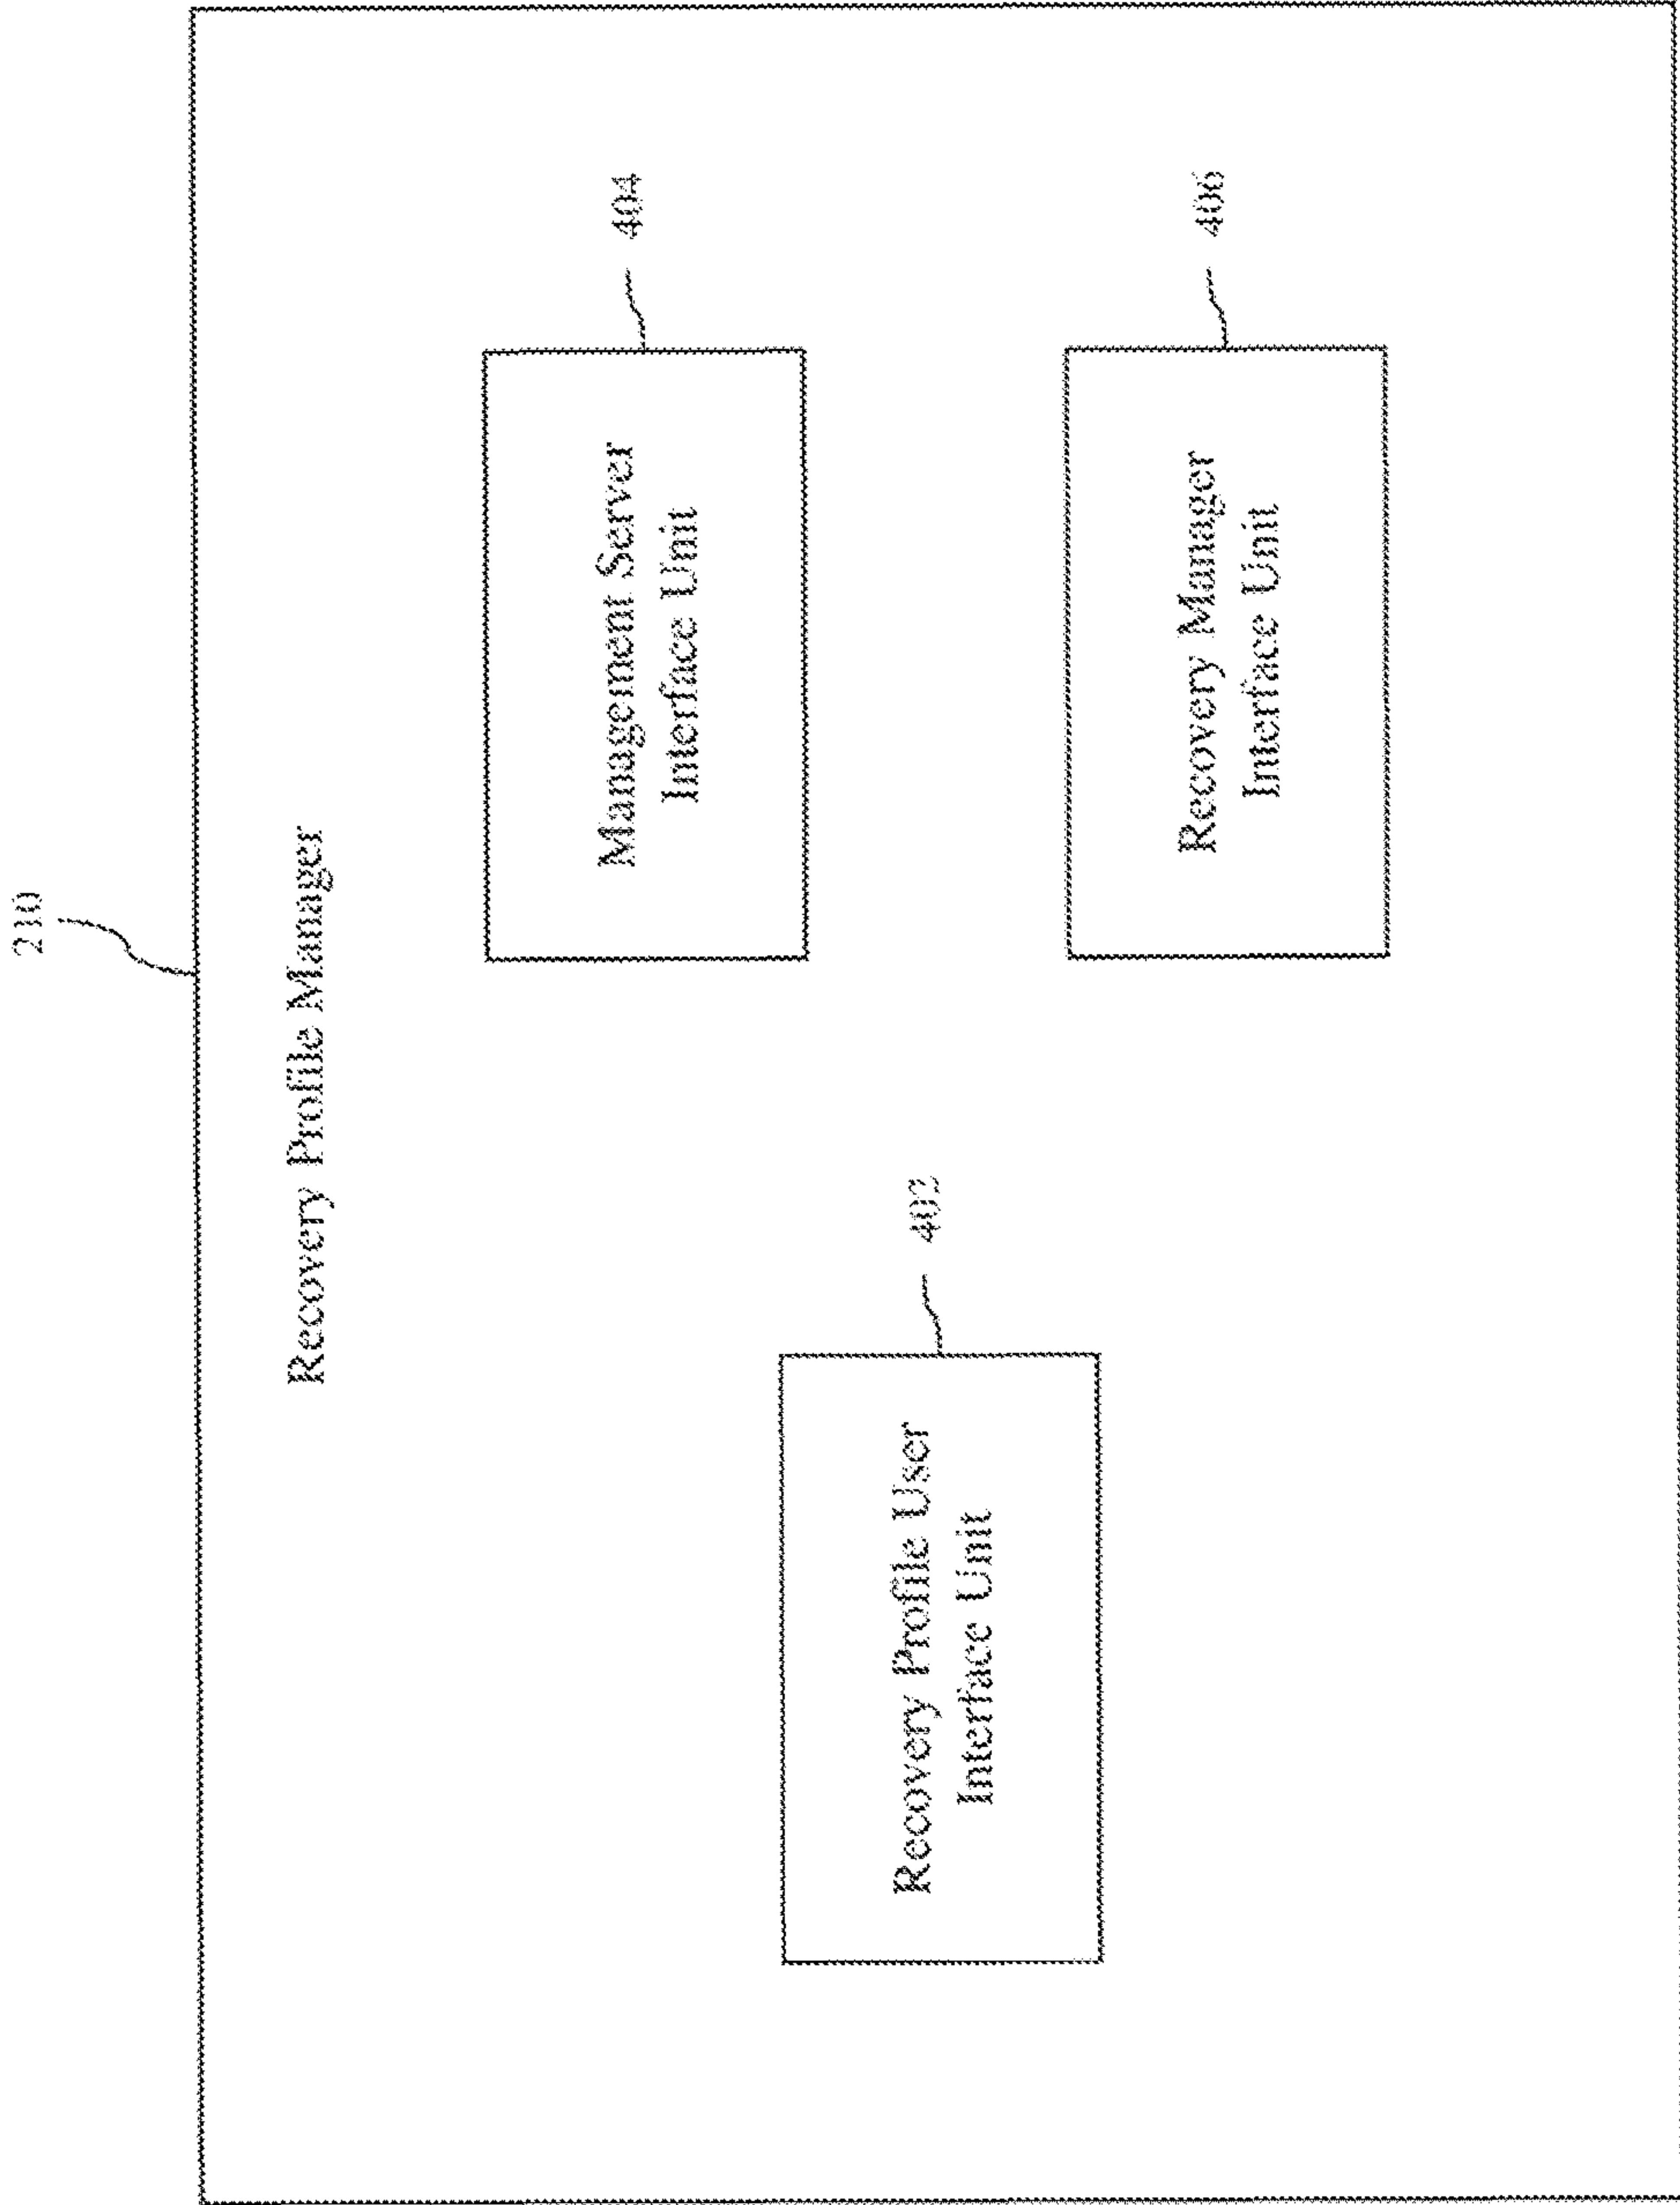 210
Recovery Profile Manager
Management Server
Interface Unit
404
Recovery Profile User
Interface Unit
402
Recovery Manager
Interface Unit
406